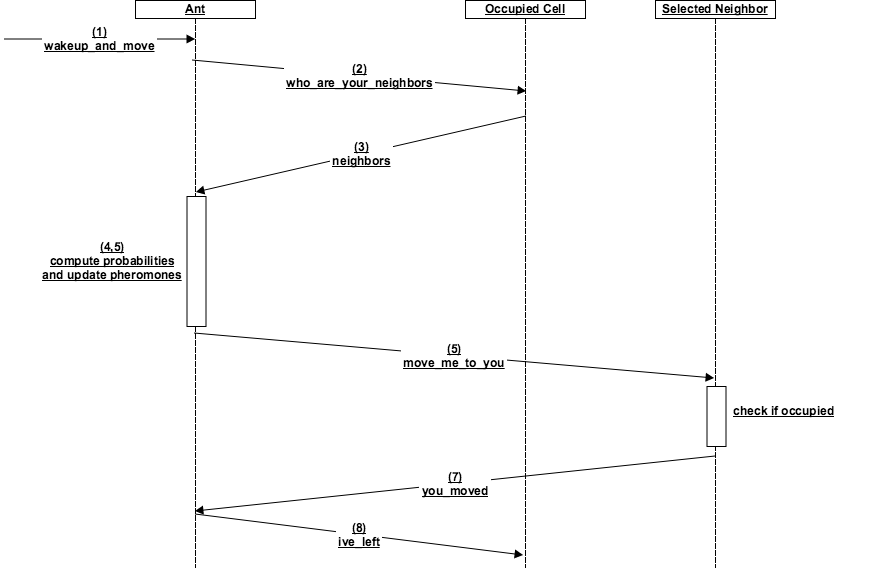 Ant
Occupied Cell
Selected Neighbor
(1)
wakeup_and_move
(2)
who_are_your_neighbors
(3)
neighbors
(4,5)
compute probabilities
and update pheromones
(5)
move_me_to_you
check if occupied
(7)
you_moved
(8)
ive_left